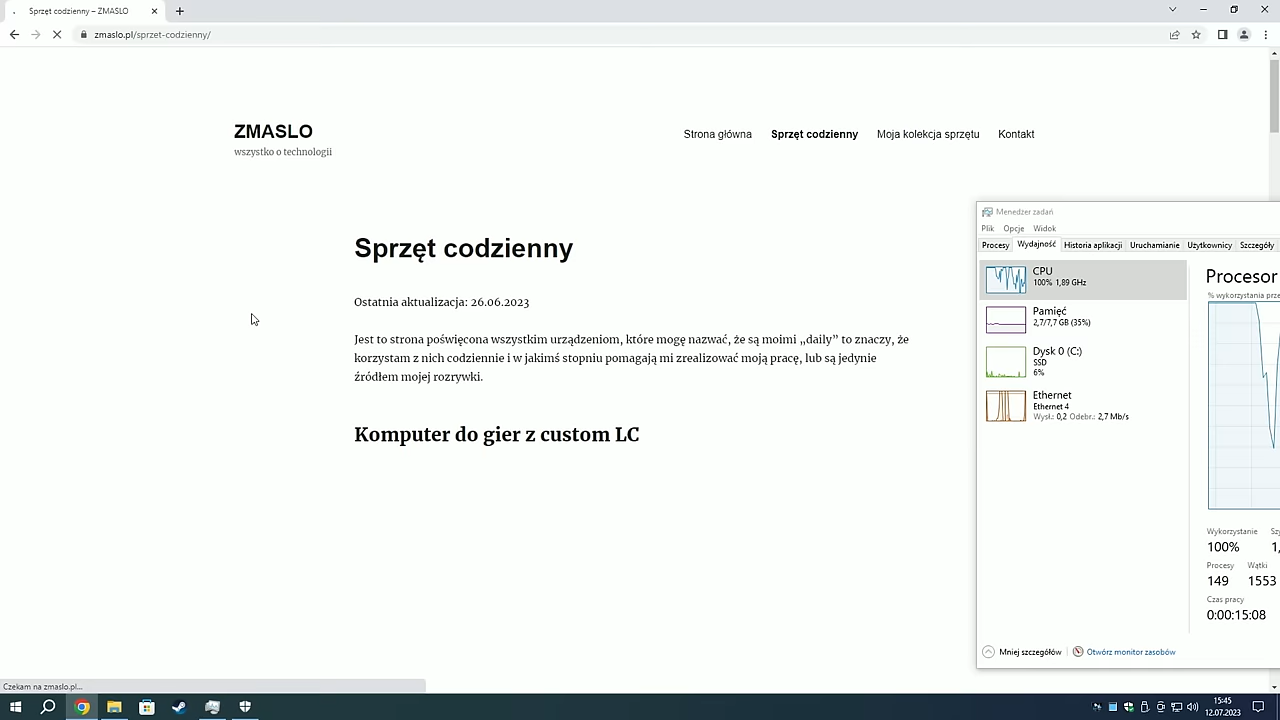 Sprzęt codzienny – ZMASLO
zmaslo.pl/sprzet-codzienny/
ZMASLO
wszystko o technologii
Strona główna
Sprzęt codzienny
Moja kolekcja sprzętu
Kontakt
Sprzęt codzienny
Ostatnia aktualizacja: 26.06.2023
Jest to strona poświęcona wszystkim urządzeniom, które mogę nazwać, że są moimi „daily” to znaczy, że
korzystam z nich codziennie i w jakimś stopniu pomagają mi zrealizować moją pracę, lub są jedynie
źródłem mojej rozrywki.
Komputer do gier z custom LC
Menedżer zadań
Plik Opcje Widok
Procesy Wydajność Historia aplikacji Uruchamianie Użytkownicy Szczegóły
CPU
100% 1,89 GHz
Pamięć
2,7/7,7 GB (35%)
Dysk 0 (C:)
SSD
6%
Ethernet
Ethernet 4
Wysł.: 0,2 Odebr.: 2,7 Mb/s
Procesor
% wykorzystania prze
Wykorzystanie
100%
Procesy Wątki
149 1553
Czas pracy
0:00:15:08
Mniej szczegółów
Otwórz monitor zasobów
Czekam na zmaslo.pl...
15:45
12.07.2023